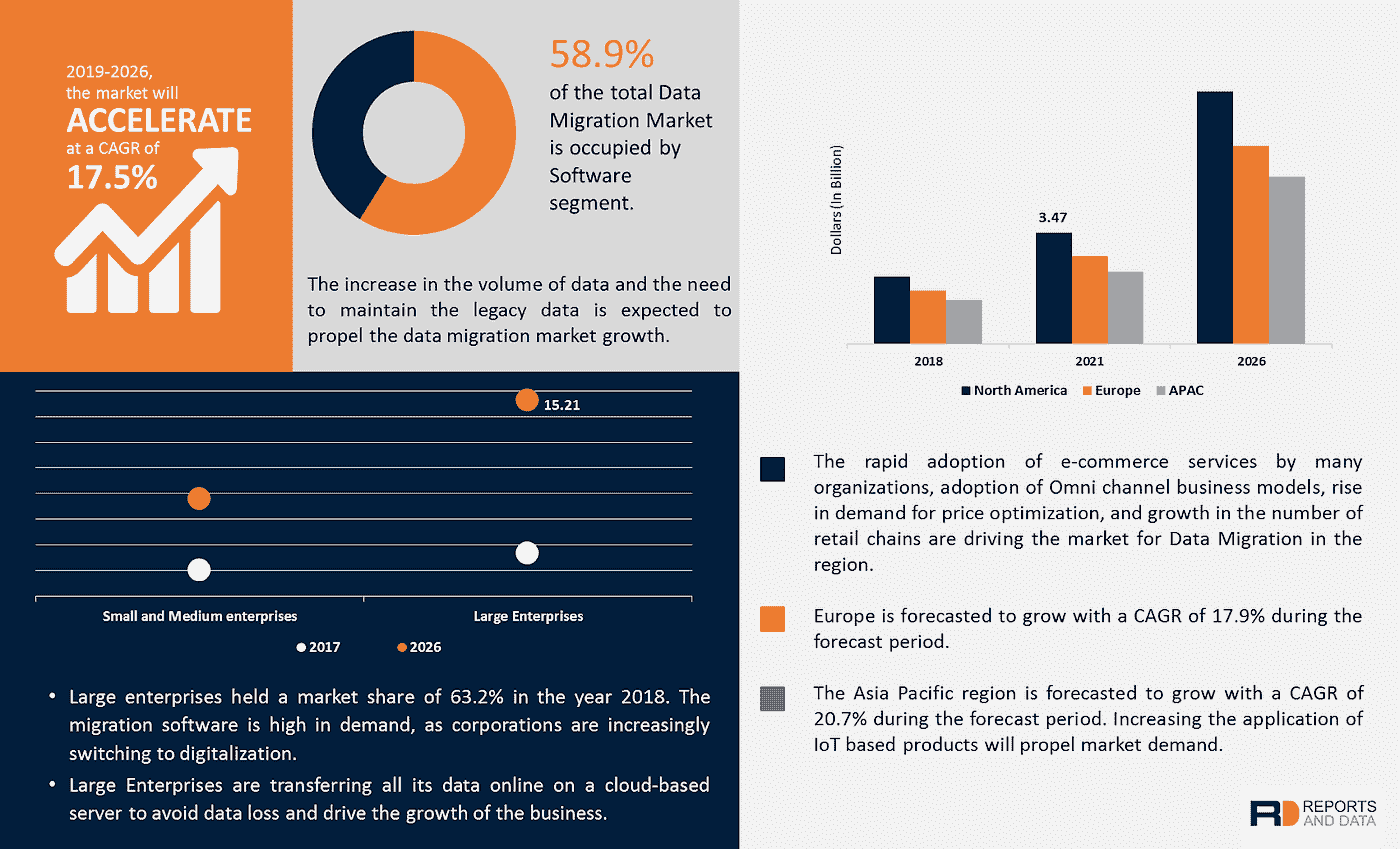 2019-2026,
the market will
ACCELERATE
at a CAGR of
17.5%
58.9%
of the total Data
Migration Market
is occupied by
Software
segment.
The increase in the volume of data and the need
to maintain the legacy data is expected to
propel the data migration market growth.
15.21
Small and Medium enterprises
Large Enterprises
2017
2026
• Large enterprises held a market share of 63.2% in the year 2018. The
migration software is high in demand, as corporations are increasingly
switching to digitalization.
• Large Enterprises are transferring all its data online on a cloud-based
server to avoid data loss and drive the growth of the business.
Dollars (In Billion)
3.47
2018
2021
2026
North America
Europe
APAC
The rapid adoption of e-commerce services by many
organizations, adoption of Omni channel business models, rise
in demand for price optimization, and growth in the number of
retail chains are driving the market for Data Migration in the
region.
Europe is forecasted to grow with a CAGR of 17.9% during the
forecast period.
The Asia Pacific region is forecasted to grow with a CAGR of
20.7% during the forecast period. Increasing the application of
IoT based products will propel market demand.
REPORTS
AND DATA